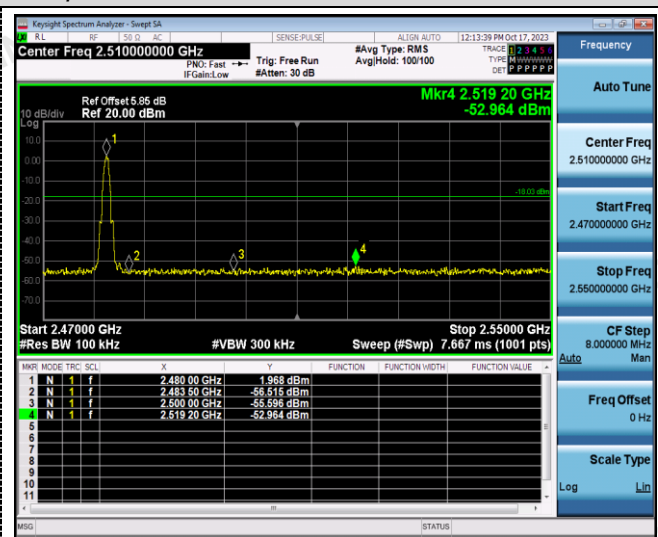 Keysight Spectrum Analyzer - Swept SA
RL RF 50 Ω AC SENSE:PULSE ALIGN AUTO 12:13:39 PM Oct 17, 2023
Center Freq 2.510000000 GHz #Avg Type: RMS TRACE 1 2 3 4 5 6
PNO: Fast Trig: Free Run Avg|Hold: 100/100 TYPE M WWWWW
IFGain:Low #Atten: 30 dB DET P P P P P P
Mkr4 2.519 20 GHz
-52.964 dBm
Ref Offset 5.85 dB
10 dB/div Ref 20.00 dBm
Log
10.0
0.00
-10.0
-20.0
-30.0
-40.0
-50.0
-60.0
-70.0
1
2
3
4
-18.03 dBm
Start 2.47000 GHz Stop 2.55000 GHz
#Res BW 100 kHz #VBW 300 kHz Sweep (#Swp) 7.667 ms (1001 pts)
MKR MODE TRC SCL X Y FUNCTION FUNCTION WIDTH FUNCTION VALUE
1 N 1 f 2.480 00 GHz 1.968 dBm
2 N 1 f 2.483 50 GHz -56.515 dBm
3 N 1 f 2.500 00 GHz -55.596 dBm
4 N 1 f 2.519 20 GHz -52.964 dBm
5
6
7
8
9
10
11
MSG STATUS
Frequency
Auto Tune
Center Freq
2.510000000 GHz
Start Freq
2.470000000 GHz
Stop Freq
2.550000000 GHz
CF Step
8.000000 MHz
Auto Man
Freq Offset
0 Hz
Scale Type
Log Lin